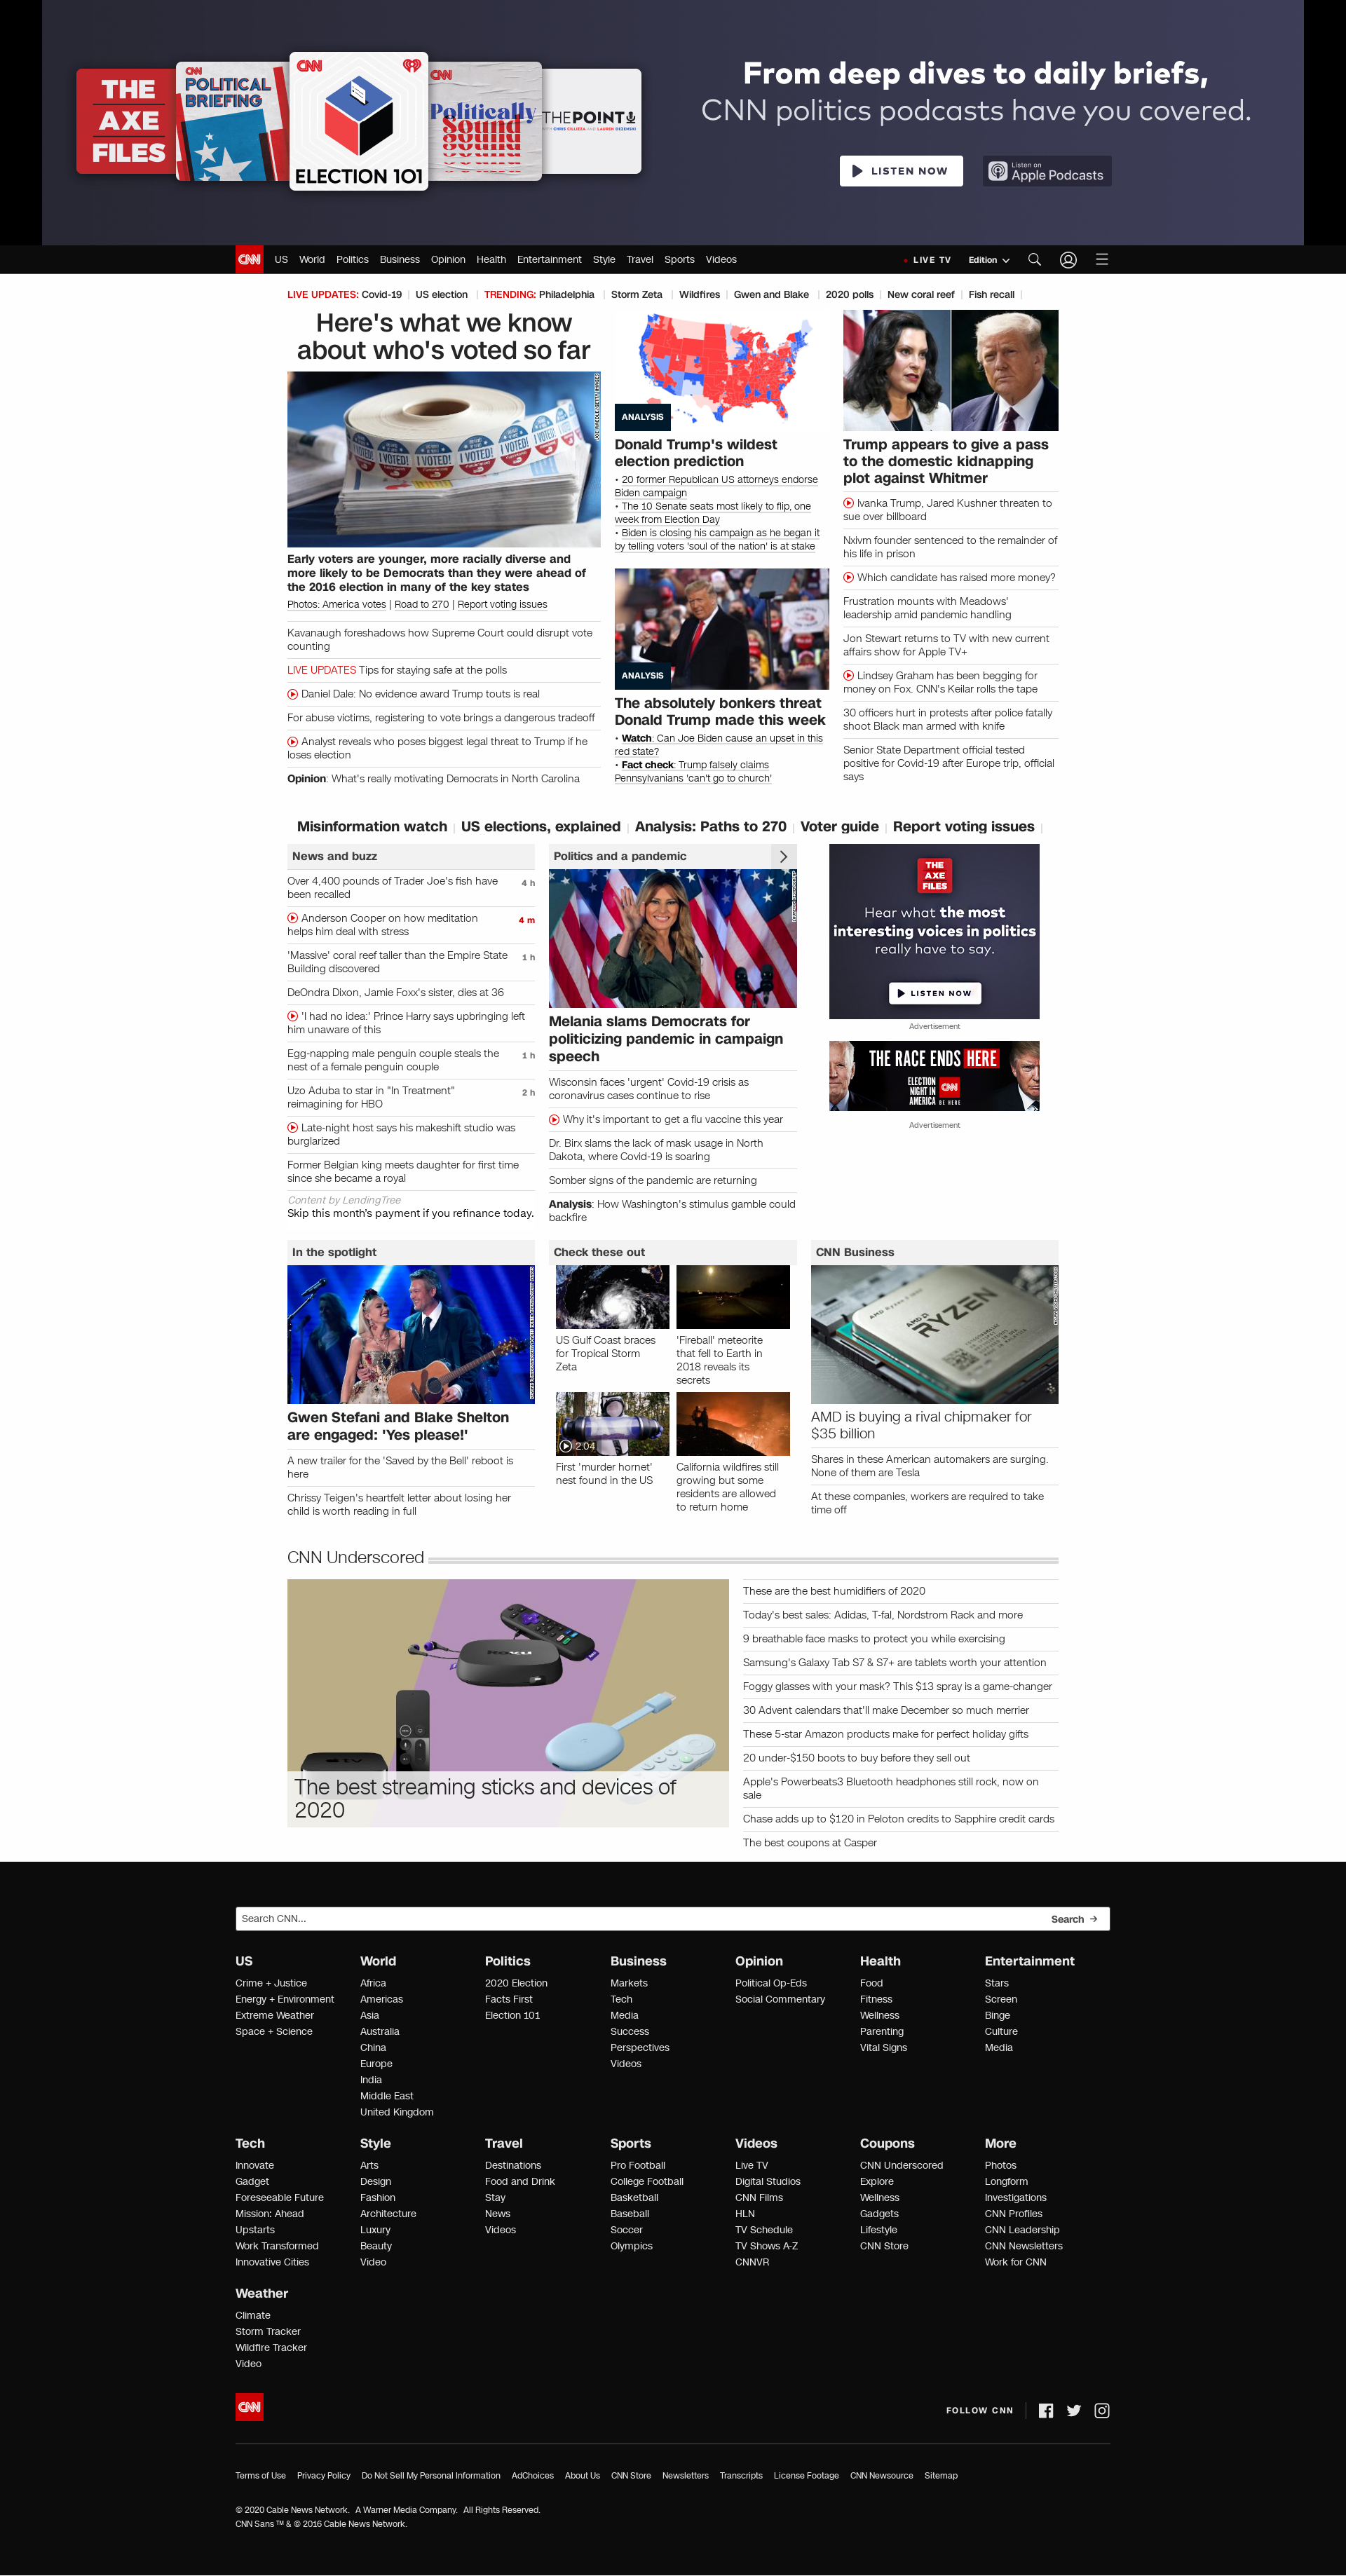 THE
AXE
FILES
CNN
POLITICAL
BRIEFING
CNN
ELECTION 101
CNN
Politically
Sound
THE POINT
WITH CHRIS CILLIZZA AND LAUREN DEZENSKI
From deep dives to daily briefs,
CNN politics podcasts have you covered.
LISTEN NOW
Listen on
Apple Podcasts
CNN US World Politics Business Opinion Health Entertainment Style Travel Sports Videos LIVE TV Edition
LIVE UPDATES: Covid-19 | US election | TRENDING: Philadelphia | Storm Zeta | Wildfires | Gwen and Blake | 2020 polls | New coral reef | Fish recall |
Here's what we know
about who's voted so far
I VOTED!
Early voters are younger, more racially diverse and
more likely to be Democrats than they were ahead of
the 2016 election in many of the key states
Photos: America votes | Road to 270 | Report voting issues
Kavanaugh foreshadows how Supreme Court could disrupt vote
counting
LIVE UPDATES Tips for staying safe at the polls
Daniel Dale: No evidence award Trump touts is real
For abuse victims, registering to vote brings a dangerous tradeoff
Analyst reveals who poses biggest legal threat to Trump if he
loses election
Opinion: What's really motivating Democrats in North Carolina
ANALYSIS
Donald Trump's wildest
election prediction
• 20 former Republican US attorneys endorse
Biden campaign
• The 10 Senate seats most likely to flip, one
week from Election Day
• Biden is closing his campaign as he began it
by telling voters 'soul of the nation' is at stake
ANALYSIS
The absolutely bonkers threat
Donald Trump made this week
• Watch: Can Joe Biden cause an upset in this
red state?
• Fact check: Trump falsely claims
Pennsylvanians 'can't go to church'
Trump appears to give a pass
to the domestic kidnapping
plot against Whitmer
Ivanka Trump, Jared Kushner threaten to
sue over billboard
Nxivm founder sentenced to the remainder of
his life in prison
Which candidate has raised more money?
Frustration mounts with Meadows'
leadership amid pandemic handling
Jon Stewart returns to TV with new current
affairs show for Apple TV+
Lindsey Graham has been begging for
money on Fox. CNN's Keilar rolls the tape
30 officers hurt in protests after police fatally
shoot Black man armed with knife
Senior State Department official tested
positive for Covid-19 after Europe trip, official
says
Misinformation watch | US elections, explained | Analysis: Paths to 270 | Voter guide | Report voting issues |
News and buzz
Over 4,400 pounds of Trader Joe's fish have 4 h
been recalled
Anderson Cooper on how meditation 4 m
helps him deal with stress
'Massive' coral reef taller than the Empire State 1 h
Building discovered
DeOndra Dixon, Jamie Foxx's sister, dies at 36
'I had no idea:' Prince Harry says upbringing left
him unaware of this
Egg-napping male penguin couple steals the 1 h
nest of a female penguin couple
Uzo Aduba to star in "In Treatment" 2 h
reimagining for HBO
Late-night host says his makeshift studio was
burglarized
Former Belgian king meets daughter for first time
since she became a royal
Content by LendingTree
Skip this month's payment if you refinance today.
Politics and a pandemic
Melania slams Democrats for
politicizing pandemic in campaign
speech
Wisconsin faces 'urgent' Covid-19 crisis as
coronavirus cases continue to rise
Why it's important to get a flu vaccine this year
Dr. Birx slams the lack of mask usage in North
Dakota, where Covid-19 is soaring
Somber signs of the pandemic are returning
Analysis: How Washington's stimulus gamble could
backfire
THE
AXE
FILES
Hear what the most
interesting voices in politics
really have to say.
LISTEN NOW
Advertisement
THE RACE ENDS HERE
ELECTION
NIGHT IN
AMERICA
CNN
BE HERE
Advertisement
In the spotlight
Gwen Stefani and Blake Shelton
are engaged: 'Yes please!'
A new trailer for the 'Saved by the Bell' reboot is
here
Chrissy Teigen's heartfelt letter about losing her
child is worth reading in full
Check these out
US Gulf Coast braces
for Tropical Storm
Zeta
'Fireball' meteorite
that fell to Earth in
2018 reveals its
secrets
2:04
First 'murder hornet'
nest found in the US
California wildfires still
growing but some
residents are allowed
to return home
CNN Business
AMD RYZEN
AMD is buying a rival chipmaker for
$35 billion
Shares in these American automakers are surging.
None of them are Tesla
At these companies, workers are required to take
time off
CNN Underscored
Roku
tv
The best streaming sticks and devices of
2020
These are the best humidifiers of 2020
Today's best sales: Adidas, T-fal, Nordstrom Rack and more
9 breathable face masks to protect you while exercising
Samsung's Galaxy Tab S7 & S7+ are tablets worth your attention
Foggy glasses with your mask? This $13 spray is a game-changer
30 Advent calendars that'll make December so much merrier
These 5-star Amazon products make for perfect holiday gifts
20 under-$150 boots to buy before they sell out
Apple's Powerbeats3 Bluetooth headphones still rock, now on
sale
Chase adds up to $120 in Peloton credits to Sapphire credit cards
The best coupons at Casper
Search CNN... Search →
US
Crime + Justice
Energy + Environment
Extreme Weather
Space + Science
World
Africa
Americas
Asia
Australia
China
Europe
India
Middle East
United Kingdom
Politics
2020 Election
Facts First
Election 101
Business
Markets
Tech
Media
Success
Perspectives
Videos
Opinion
Political Op-Eds
Social Commentary
Health
Food
Fitness
Wellness
Parenting
Vital Signs
Entertainment
Stars
Screen
Binge
Culture
Media
Tech
Innovate
Gadget
Foreseeable Future
Mission: Ahead
Upstarts
Work Transformed
Innovative Cities
Style
Arts
Design
Fashion
Architecture
Luxury
Beauty
Video
Travel
Destinations
Food and Drink
Stay
News
Videos
Sports
Pro Football
College Football
Basketball
Baseball
Soccer
Olympics
Videos
Live TV
Digital Studios
CNN Films
HLN
TV Schedule
TV Shows A-Z
CNNVR
Coupons
CNN Underscored
Explore
Wellness
Gadgets
Lifestyle
CNN Store
More
Photos
Longform
Investigations
CNN Profiles
CNN Leadership
CNN Newsletters
Work for CNN
Weather
Climate
Storm Tracker
Wildfire Tracker
Video
CNN
FOLLOW CNN
Terms of Use Privacy Policy Do Not Sell My Personal Information AdChoices About Us CNN Store Newsletters Transcripts License Footage CNN Newsource Sitemap
© 2020 Cable News Network. A Warner Media Company. All Rights Reserved.
CNN Sans ™ & © 2016 Cable News Network.